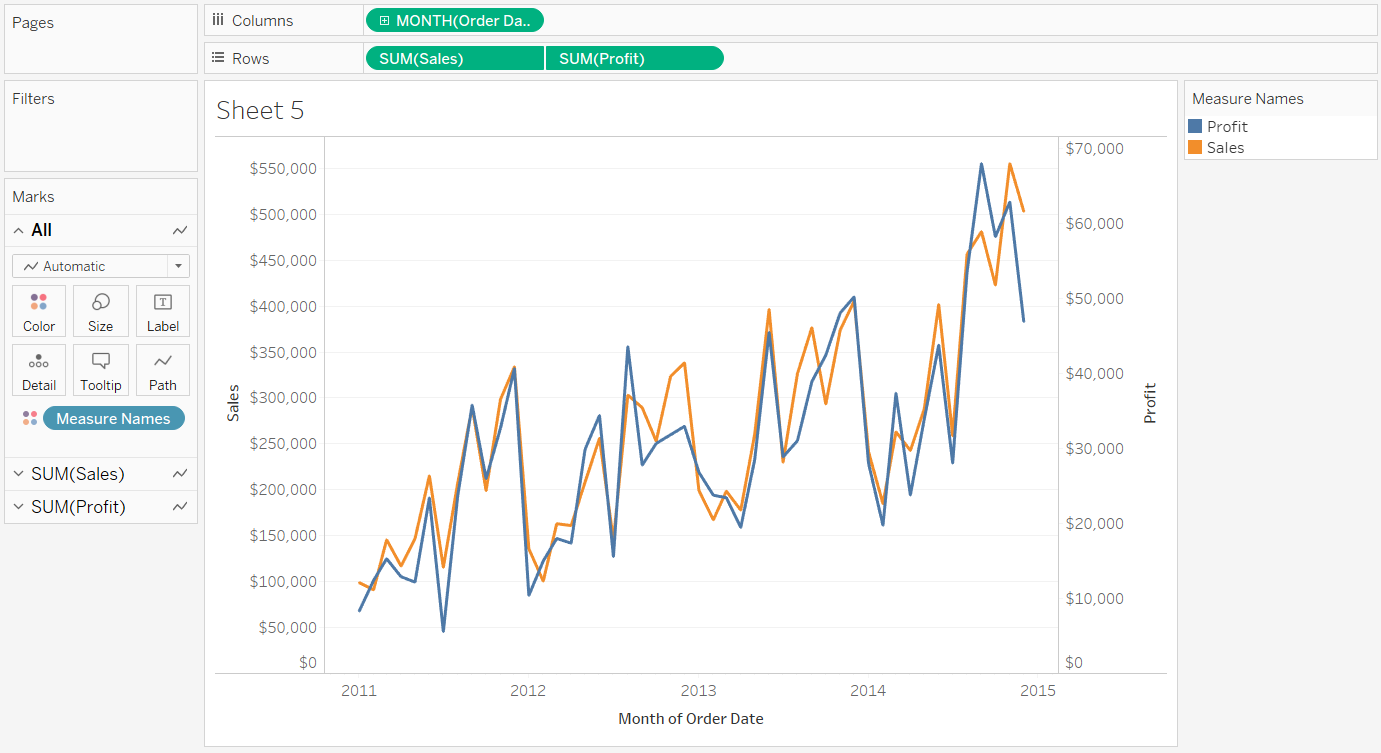 Pages
Columns
MONTH(Order Da..
Rows
SUM(Sales)
SUM(Profit)
Filters
Marks
All
Automatic
Color
Size
Label
Detail
Tooltip
Path
Measure Names
SUM(Sales)
SUM(Profit)
Sheet 5
$550,000
$500,000
$450,000
$400,000
$350,000
$300,000
$250,000
$200,000
$150,000
$100,000
$50,000
$0
Sales
$70,000
$60,000
$50,000
$40,000
$30,000
$20,000
$10,000
$0
Profit
2011
2012
2013
2014
2015
Month of Order Date
Measure Names
Profit
Sales